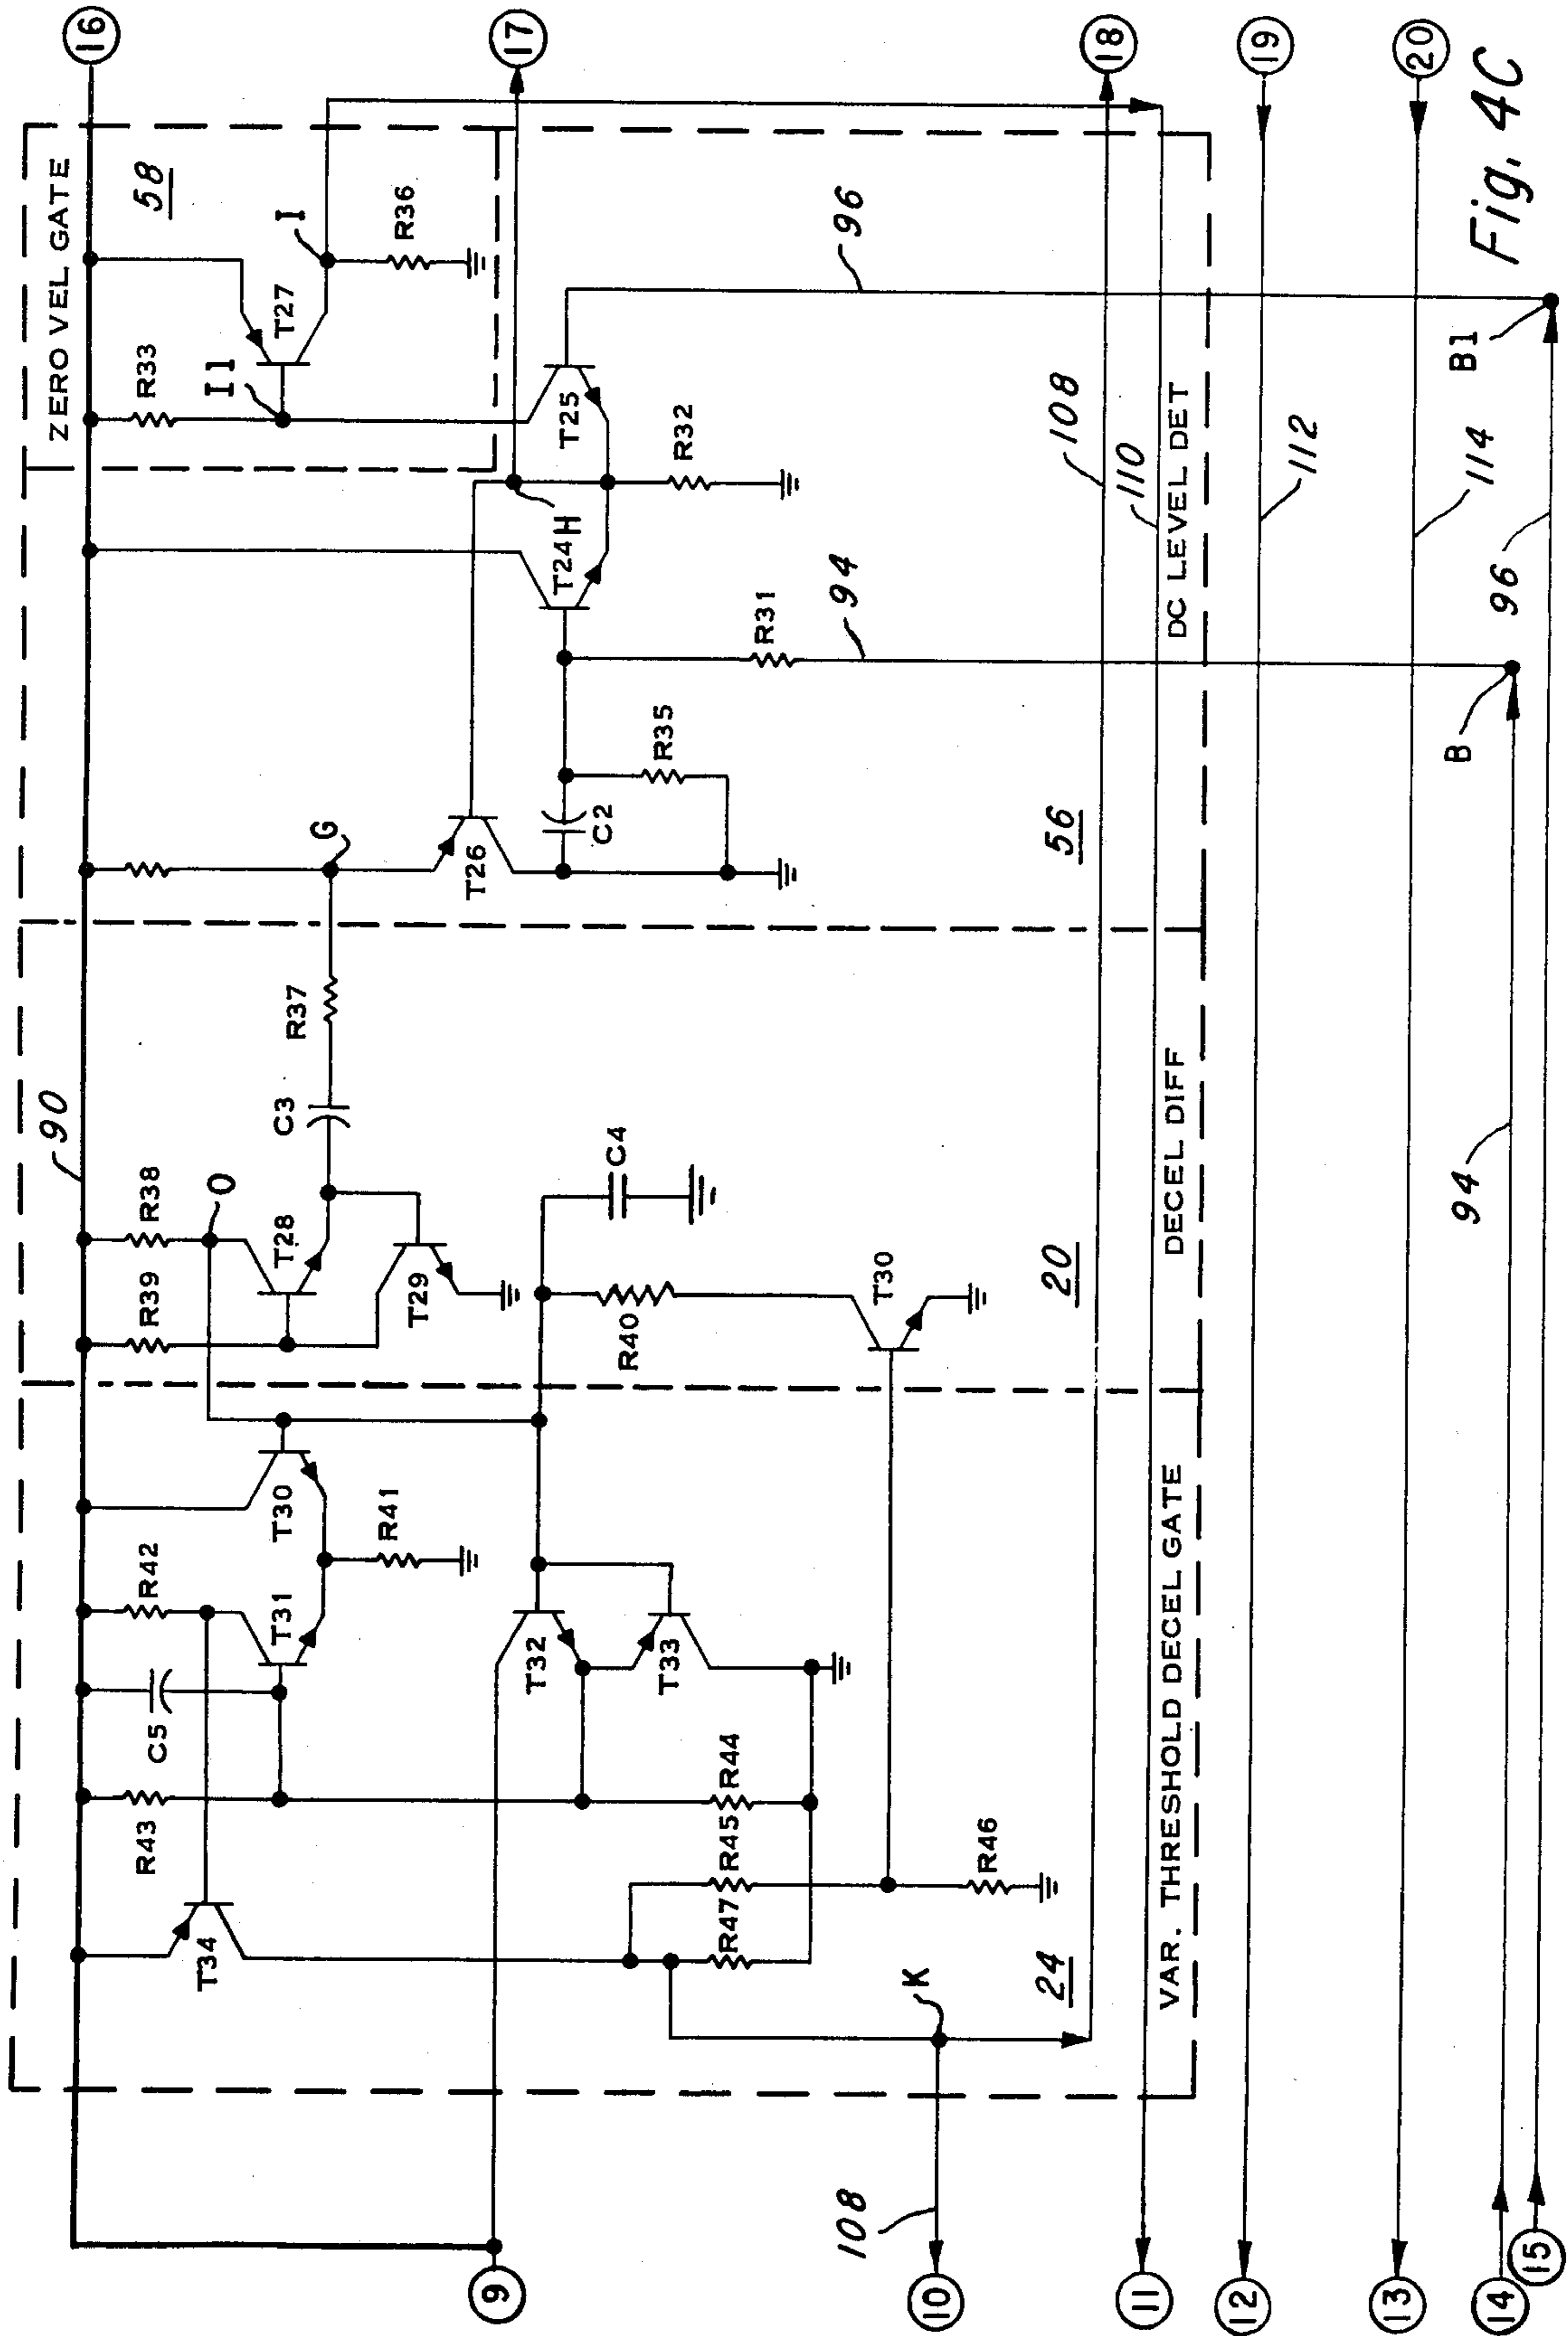 90
16
ZERO VEL GATE
58
R43
C5
R42
R39
R38
R33
T34
T31
T30
O
T28
C3
R37
G
I1
T27
I
R36
R41
T29
9
17
T26
T24
H
T25
T32
T33
C4
C2
R35
R32
R47
R45
R44
R40
R31
94
96
108
10
K
R46
T30
24
20
56
108
18
11
110
VAR. THRESHOLD DECEL GATE
DECEL DIFF
DC LEVEL DET
12
112
19
13
114
20
14
94
B
B1
15
96
Fig. 4C